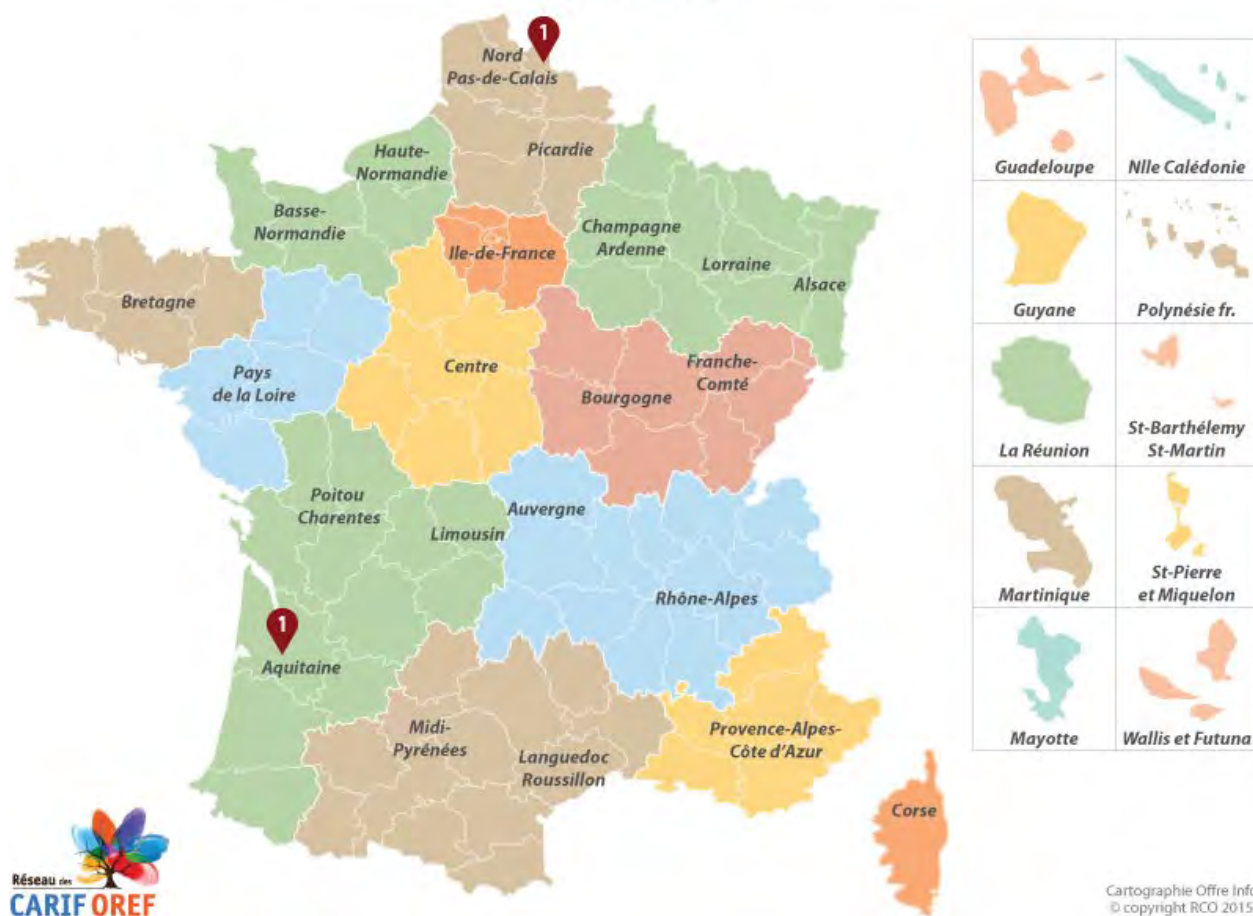 1
Nord
Pas-de-Calais
Picardie
Haute-
Normandie
Basse-
Normandie
Ile-de-France
Champagne
Ardenne
Lorraine
Alsace
Bretagne
Pays
de la Loire
Centre
Bourgogne
Franche-
Comté
Poitou
Charentes
Limousin
Auvergne
Rhône-Alpes
1
Aquitaine
Midi-
Pyrénées
Languedoc
Roussillon
Provence-Alpes-
Côte d'Azur
Corse
Guadeloupe
Nlle Calédonie
Guyane
Polynésie fr.
La Réunion
St-Barthélemy
St-Martin
Martinique
St-Pierre
et Miquelon
Mayotte
Wallis et Futuna
Réseau des
CARIF OREF
Cartographie Offre Info
© copyright RCO 2015